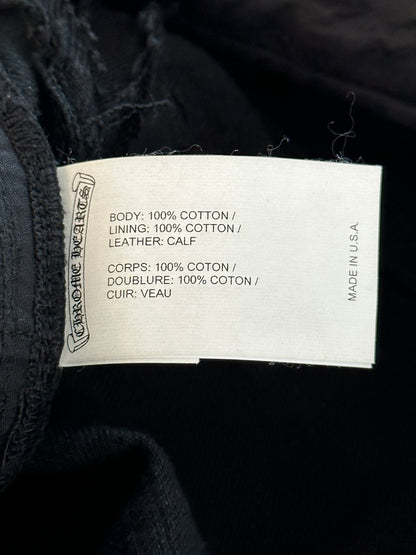 CHROME HEARTS
BODY: 100% COTTON /
LINING: 100% COTTON /
LEATHER: CALF
CORPS: 100% COTON /
DOUBLURE: 100% COTON /
CUIR: VEAU
MADE IN U.S.A.